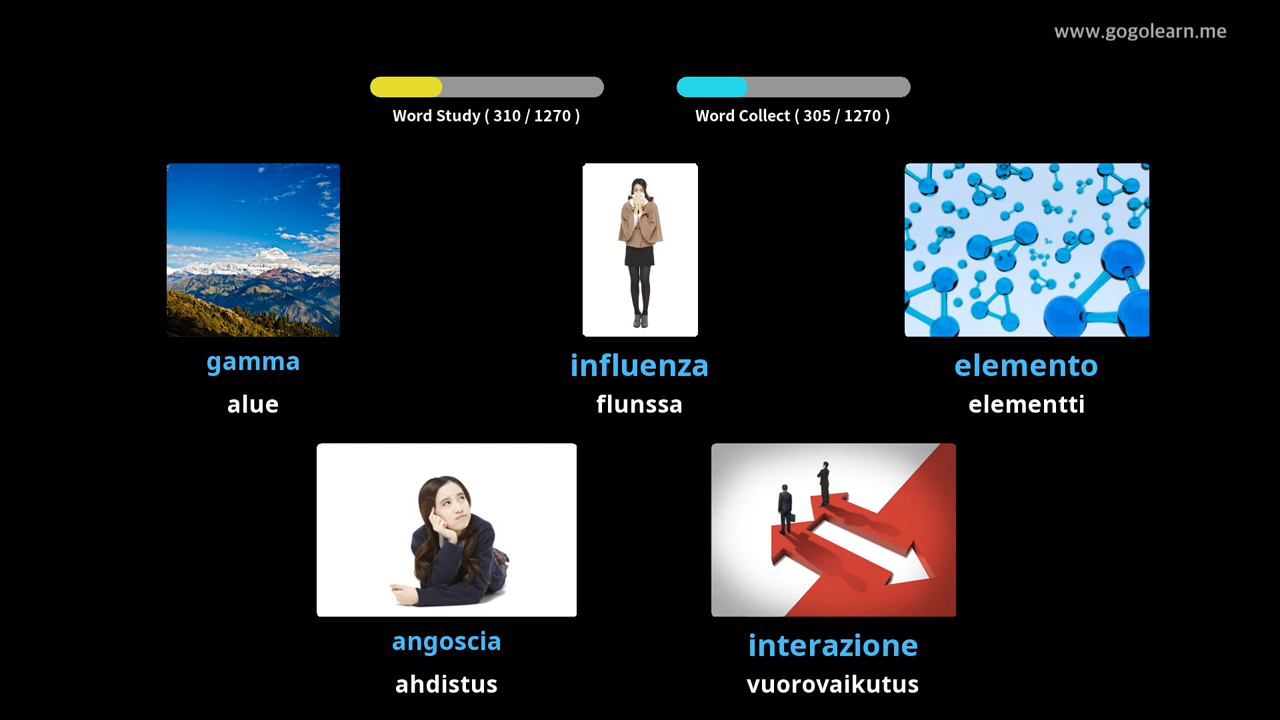 www.gogolearn.me
Word Study ( 310 / 1270 )
Word Collect ( 305 / 1270 )
gamma
alue
influenza
flunssa
elemento
elementti
angoscia
ahdistus
interazione
vuorovaikutus